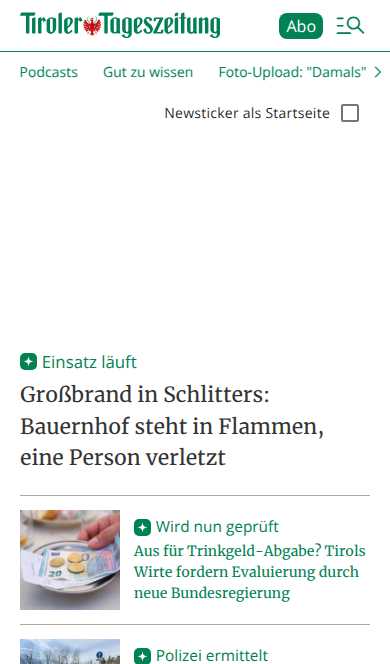 Tiroler Tageszeitung
Abo
Podcasts Gut zu wissen Foto-Upload: "Damals"
Newsticker als Startseite
Einsatz läuft
Großbrand in Schlitters:
Bauernhof steht in Flammen,
eine Person verletzt
Wird nun geprüft
Aus für Trinkgeld-Abgabe? Tirols
Wirte fordern Evaluierung durch
neue Bundesregierung
Polizei ermittelt